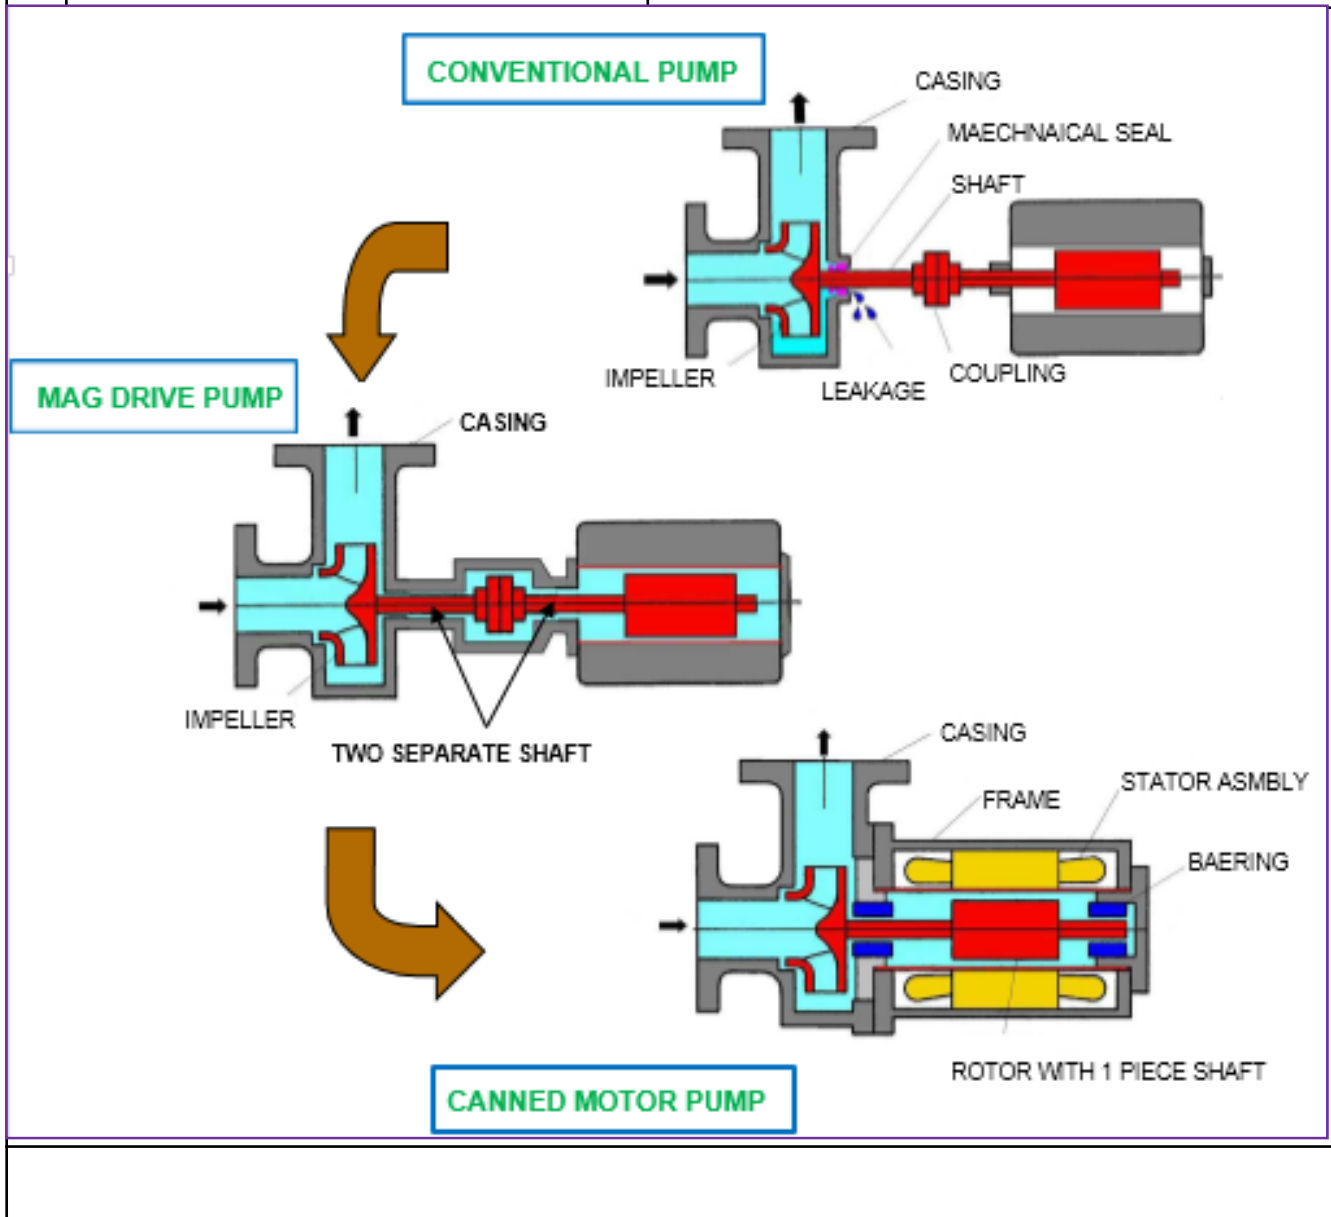 CONVENTIONAL PUMP
CASING
MAECHNAICAL SEAL
SHAFT
IMPELLER
LEAKAGE
COUPLING
MAG DRIVE PUMP
CASING
IMPELLER
TWO SEPARATE SHAFT
CASING
FRAME
STATOR ASMBLY
BAERING
ROTOR WITH 1 PIECE SHAFT
CANNED MOTOR PUMP